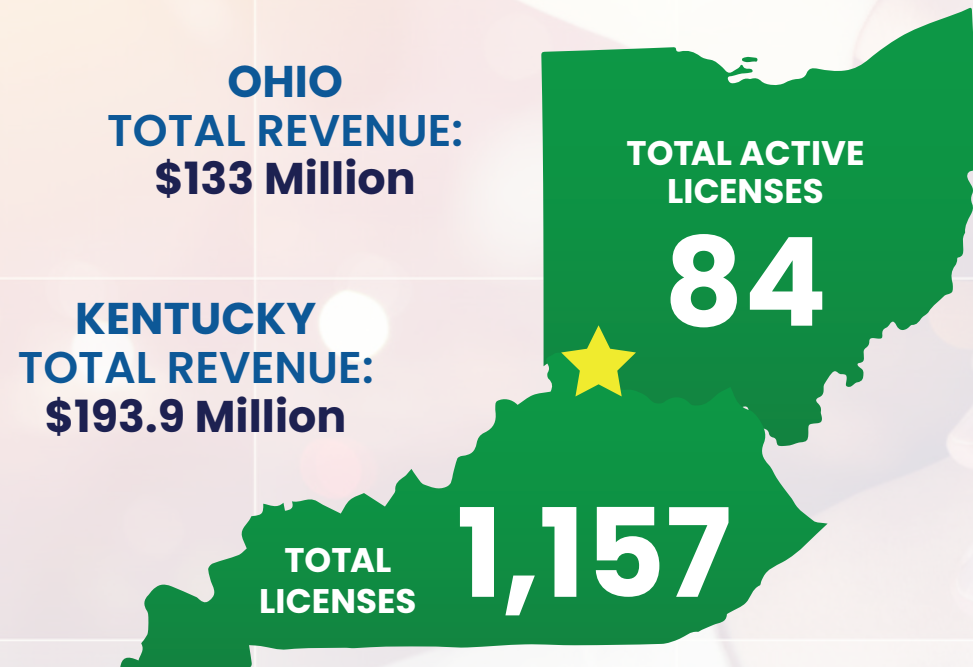 OHIO
TOTAL REVENUE:
$133 Million
TOTAL ACTIVE
LICENSES
84
KENTUCKY
TOTAL REVENUE:
$193.9 Million
TOTAL
LICENSES
1,157